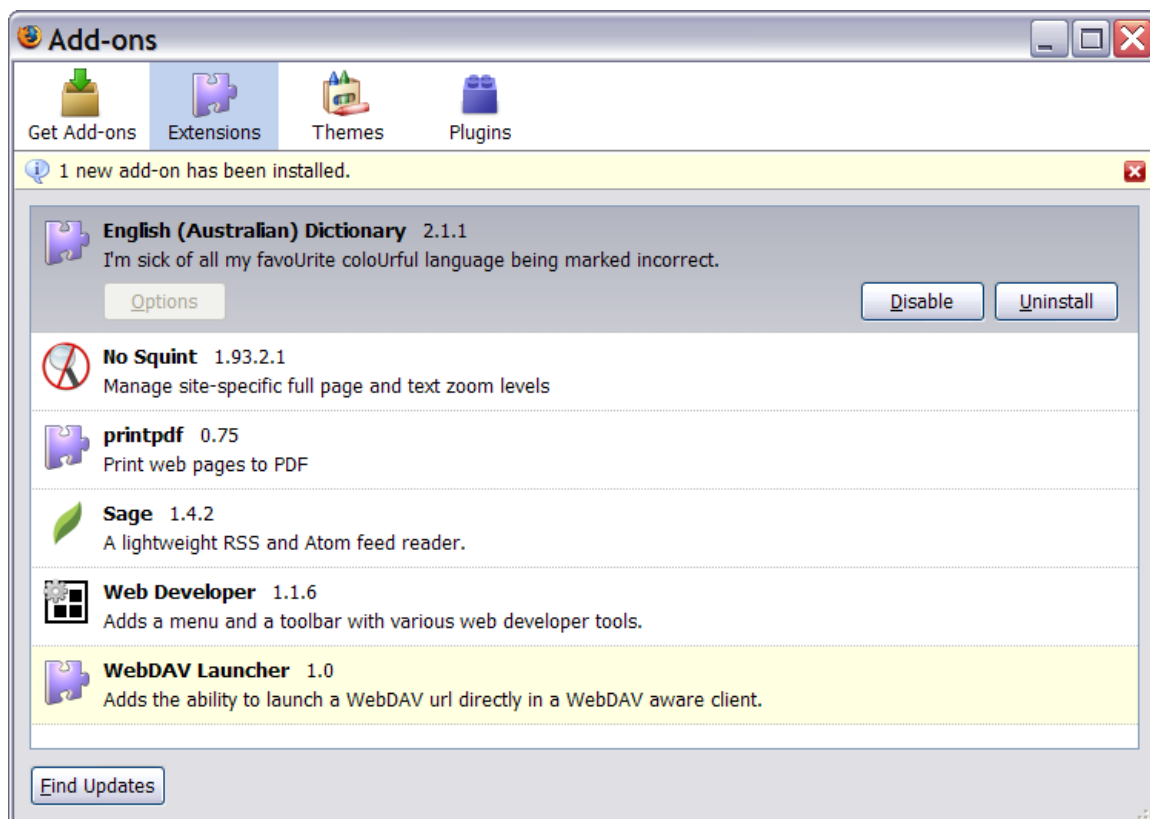 Add-ons
Get Add-ons Extensions Themes Plugins
1 new add-on has been installed.
English (Australian) Dictionary 2.1.1
I'm sick of all my favoUrite coloUrful language being marked incorrect.
Options Disable Uninstall
No Squint 1.93.2.1
Manage site-specific full page and text zoom levels
printpdf 0.75
Print web pages to PDF
Sage 1.4.2
A lightweight RSS and Atom feed reader.
Web Developer 1.1.6
Adds a menu and a toolbar with various web developer tools.
WebDAV Launcher 1.0
Adds the ability to launch a WebDAV url directly in a WebDAV aware client.
Find Updates